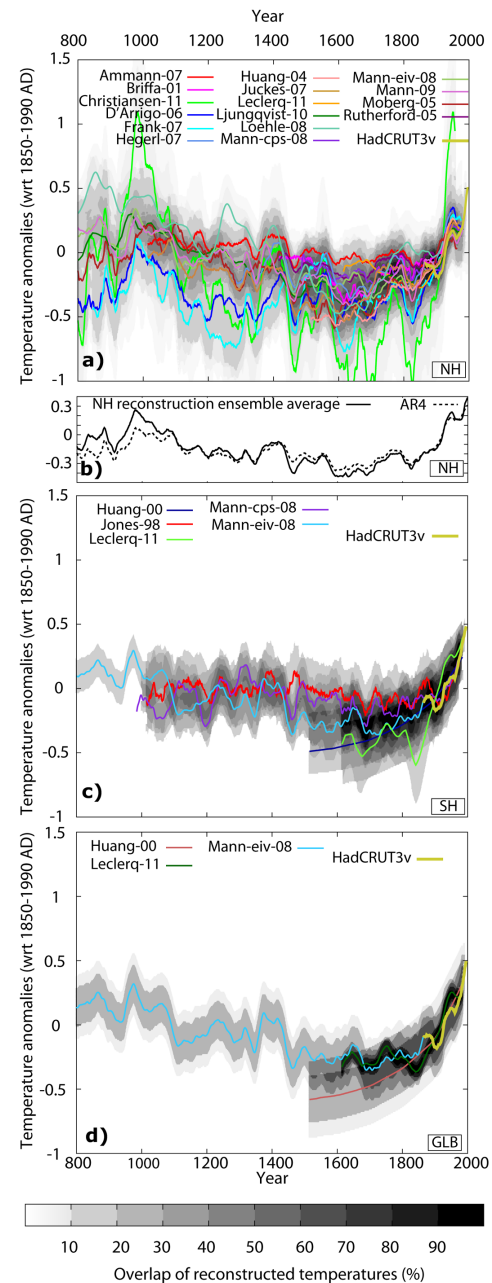 Year
800 1000 1200 1400 1600 1800 2000
1.5
Ammann-07 Huang-04 Mann-eiv-08
Briffa-01 Juckes-07 Mann-09
Christiansen-11 Leclerq-11 Moberg-05
D'Arrigo-06 Ljungqvist-10 Rutherford-05
Frank-07 Loehle-08
Hegerl-07 Mann-cps-08 HadCRUT3v
1
0.5
0
-0.5
-1
Temperature anomalies (wrt 1850-1990 AD)
a)
NH
0.3
0
-0.3
NH reconstruction ensemble average AR4
b)
NH
1.5
Huang-00 Mann-cps-08
Jones-98 Mann-eiv-08
Leclerq-11 HadCRUT3v
1
0.5
0
-0.5
-1
Temperature anomalies (wrt 1850-1990 AD)
c)
SH
1.5
Huang-00 Mann-eiv-08
Leclerq-11 HadCRUT3v
1
0.5
0
-0.5
-1
Temperature anomalies (wrt 1850-1990 AD)
d)
GLB
800 1000 1200 1400 1600 1800 2000
Year
10 20 30 40 50 60 70 80 90
Overlap of reconstructed temperatures (%)